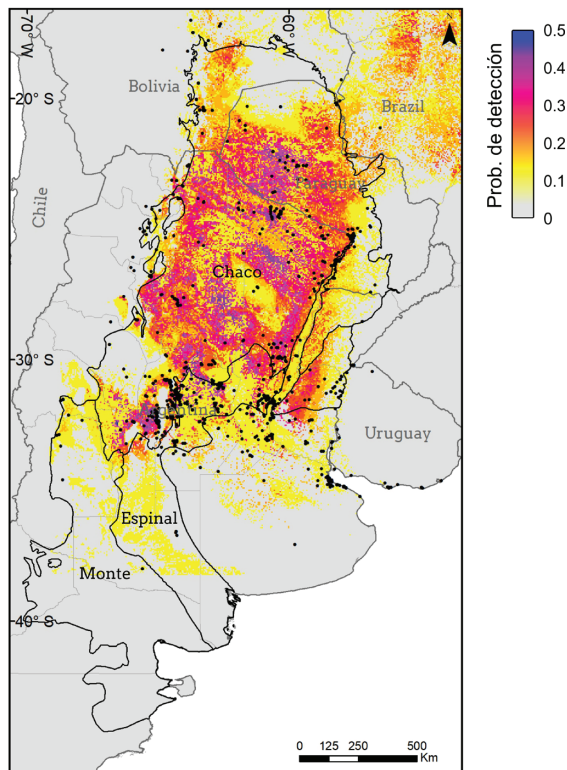 70° W
60° W
N
Bolivia
20° S
Brazil
Paraguay
Chile
Chaco
30° S
Argentina
Uruguay
Espinal
Monte
40° S
0 125 250 500
Km
Prob. de detección
0.5
0.4
0.3
0.2
0.1
0